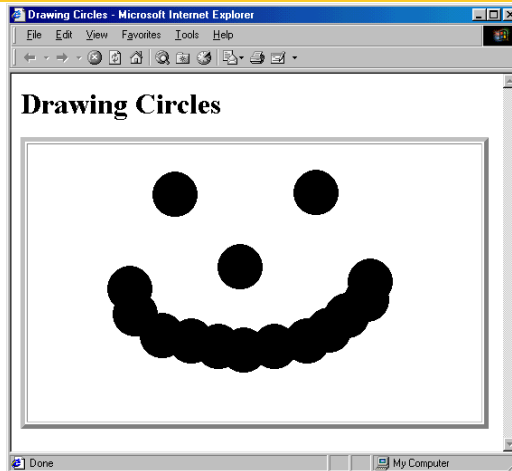 Drawing Circles - Microsoft Internet Explorer
File Edit View Favorites Tools Help
Drawing Circles
Done
My Computer